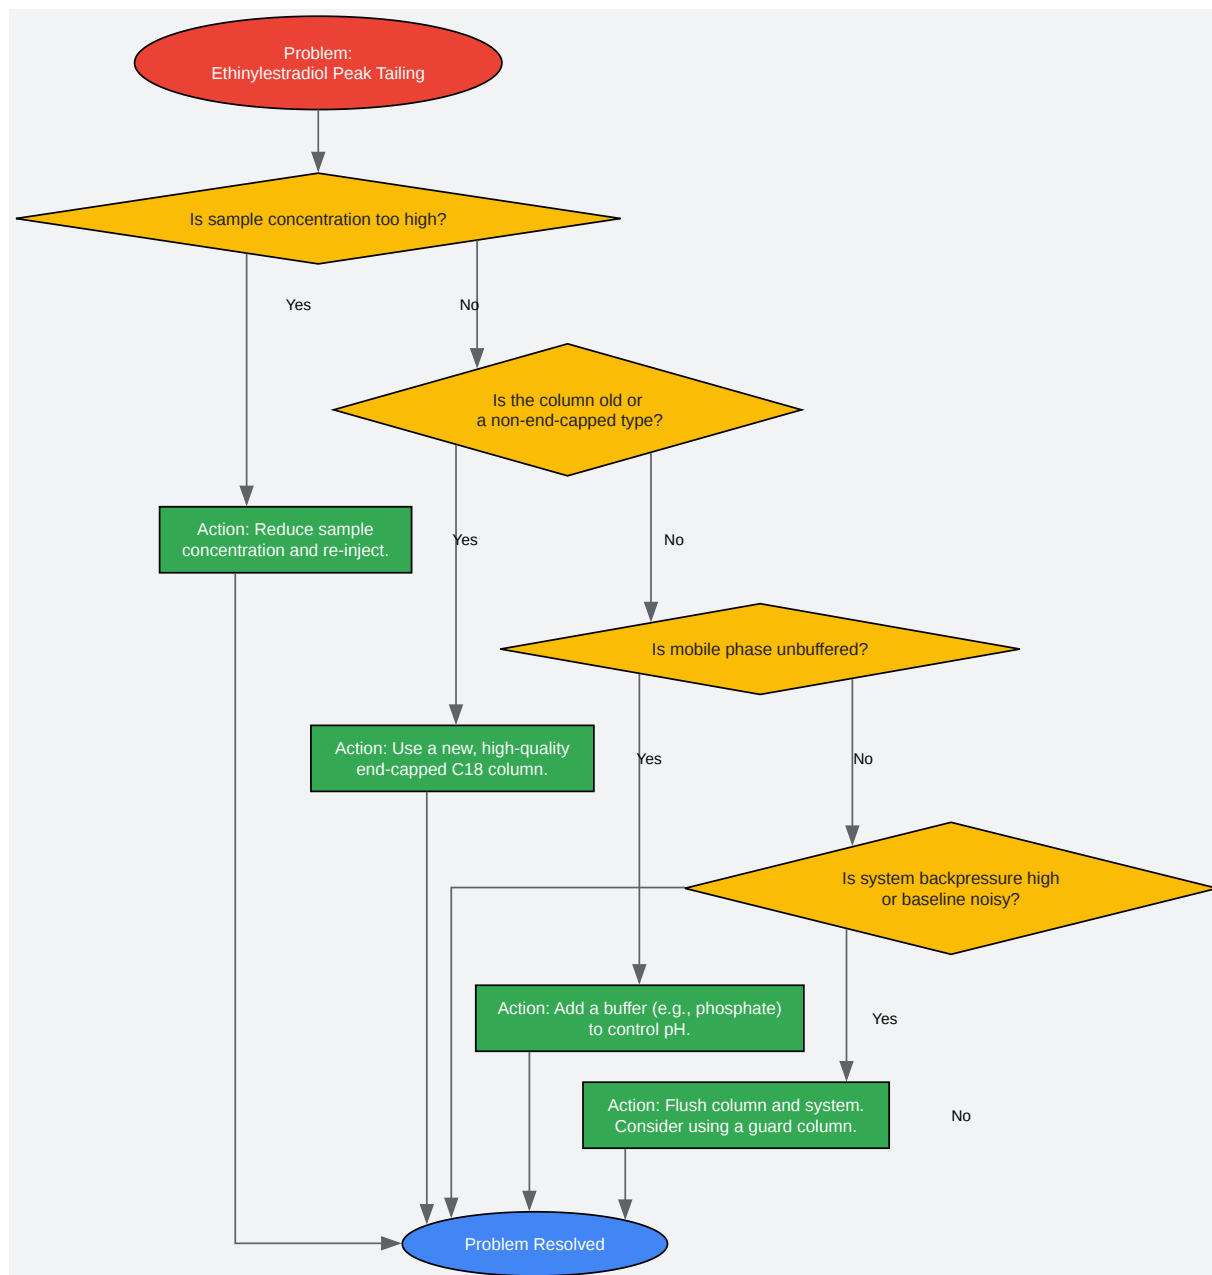 Problem:
Ethinylestradiol Peak Tailing
Is sample concentration too high?
Yes
No
Is the column old or
a non-end-capped type?
Action: Reduce sample
concentration and re-inject.
Yes
No
Is mobile phase unbuffered?
Action: Use a new, high-quality
end-capped C18 column.
Yes
No
Is system backpressure high
or baseline noisy?
Action: Add a buffer (e.g., phosphate)
to control pH.
Yes
Action: Flush column and system.
Consider using a guard column.
No
Problem Resolved